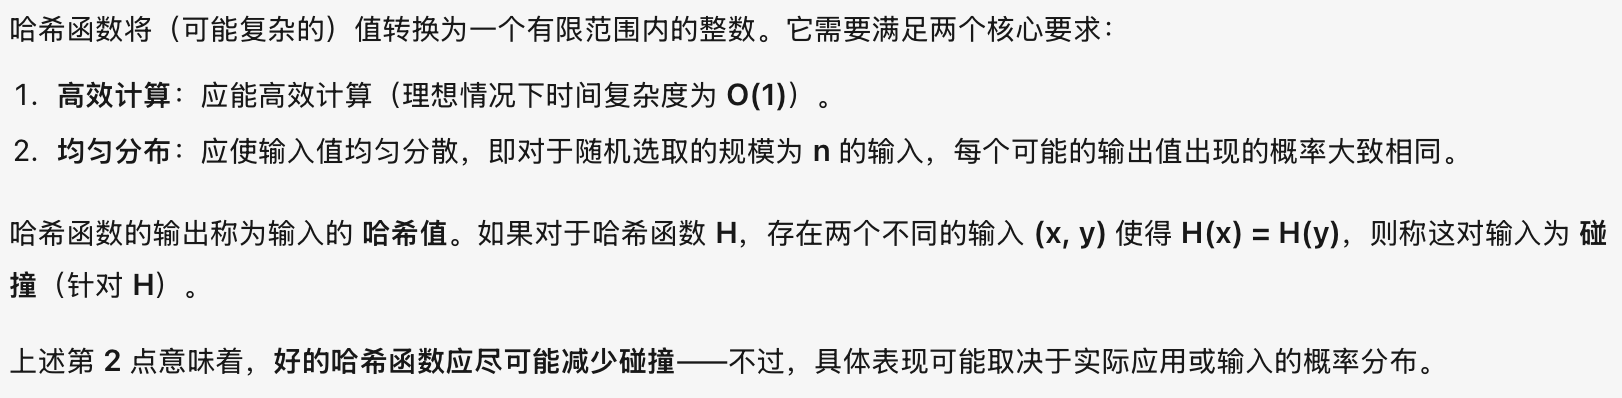 哈希函数将（可能复杂的）值转换为一个有限范围内的整数。它需要满足两个核心要求：
1. 高效计算：应能高效计算（理想情况下时间复杂度为 O(1)）。
2. 均匀分布：应使输入值均匀分散，即对于随机选取的规模为 n 的输入，每个可能的输出值出现的概率大致相同。
哈希函数的输出称为输入的 哈希值。如果对于哈希函数 H，存在两个不同的输入 (x, y) 使得 H(x) = H(y)，则称这对输入为 碰
撞（针对 H）。
上述第 2 点意味着，好的哈希函数应尽可能减少碰撞——不过，具体表现可能取决于实际应用或输入的概率分布。